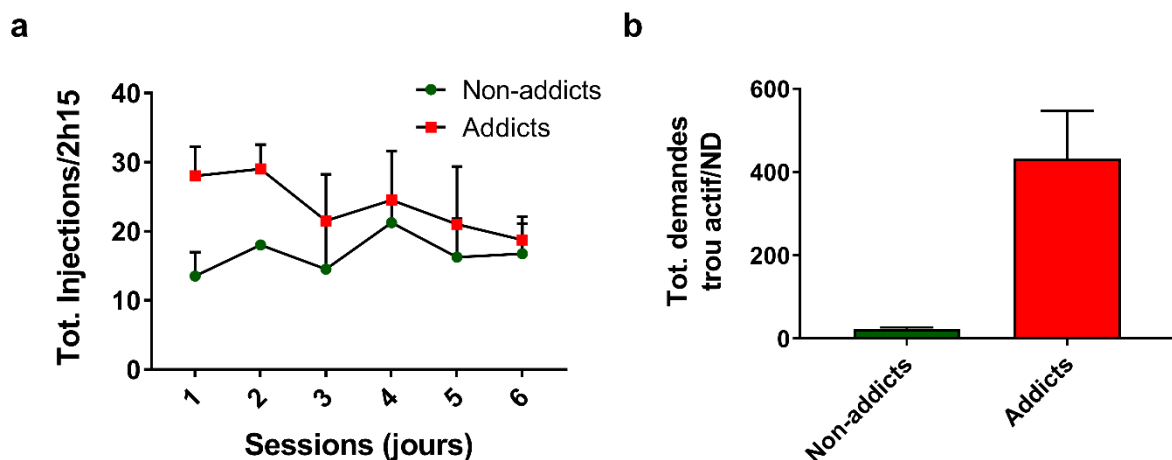 a
Tot. Injections/2h15
40
30
20
10
0
Non-addicts
Addicts
1
2
3
4
5
6
Sessions (jours)
b
Tot. demandes
trou actif/ND
600
400
200
0
Non-addicts
Addicts